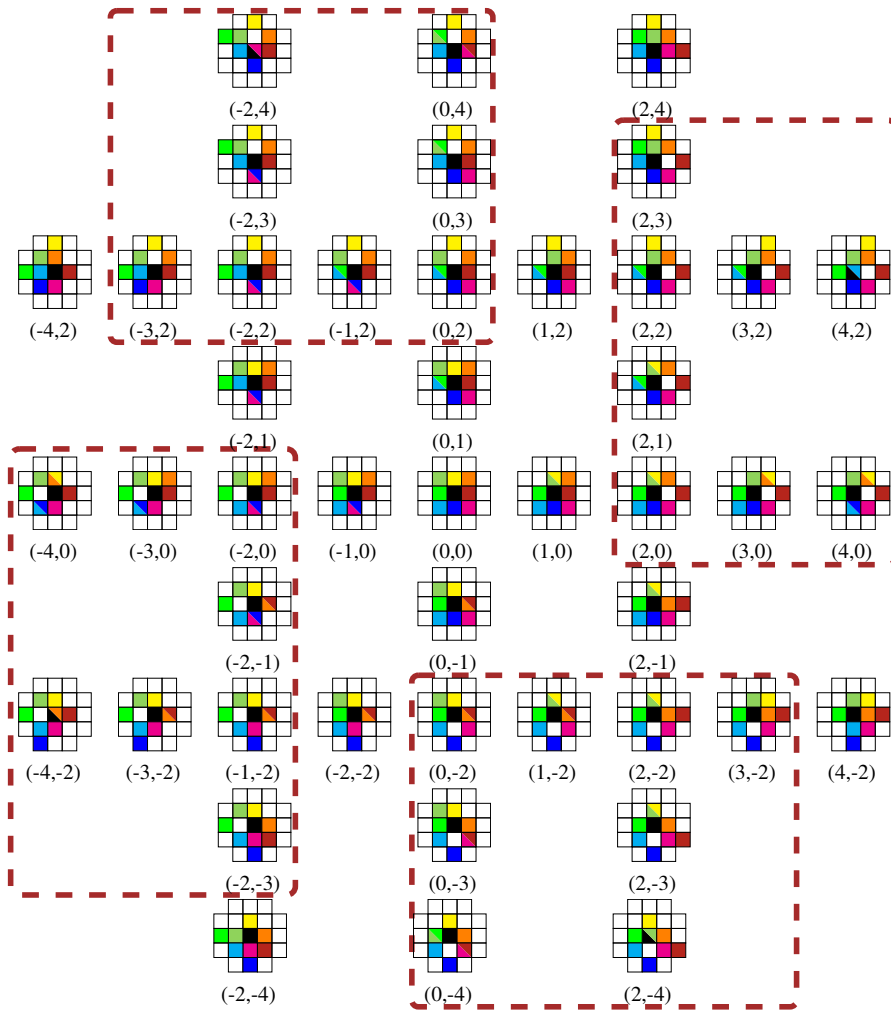 (-2,4) (0,4) (2,4)
(-2,3) (0,3) (2,3)
(-4,2) (-3,2) (-2,2) (-1,2) (0,2) (1,2) (2,2) (3,2) (4,2)
(-2,1) (0,1) (2,1)
(-4,0) (-3,0) (-2,0) (-1,0) (0,0) (1,0) (2,0) (3,0) (4,0)
(-2,-1) (0,-1) (2,-1)
(-4,-2) (-3,-2) (-1,-2) (-2,-2) (0,-2) (1,-2) (2,-2) (3,-2) (4,-2)
(-2,-3) (0,-3) (2,-3)
(-2,-4) (0,-4) (2,-4)